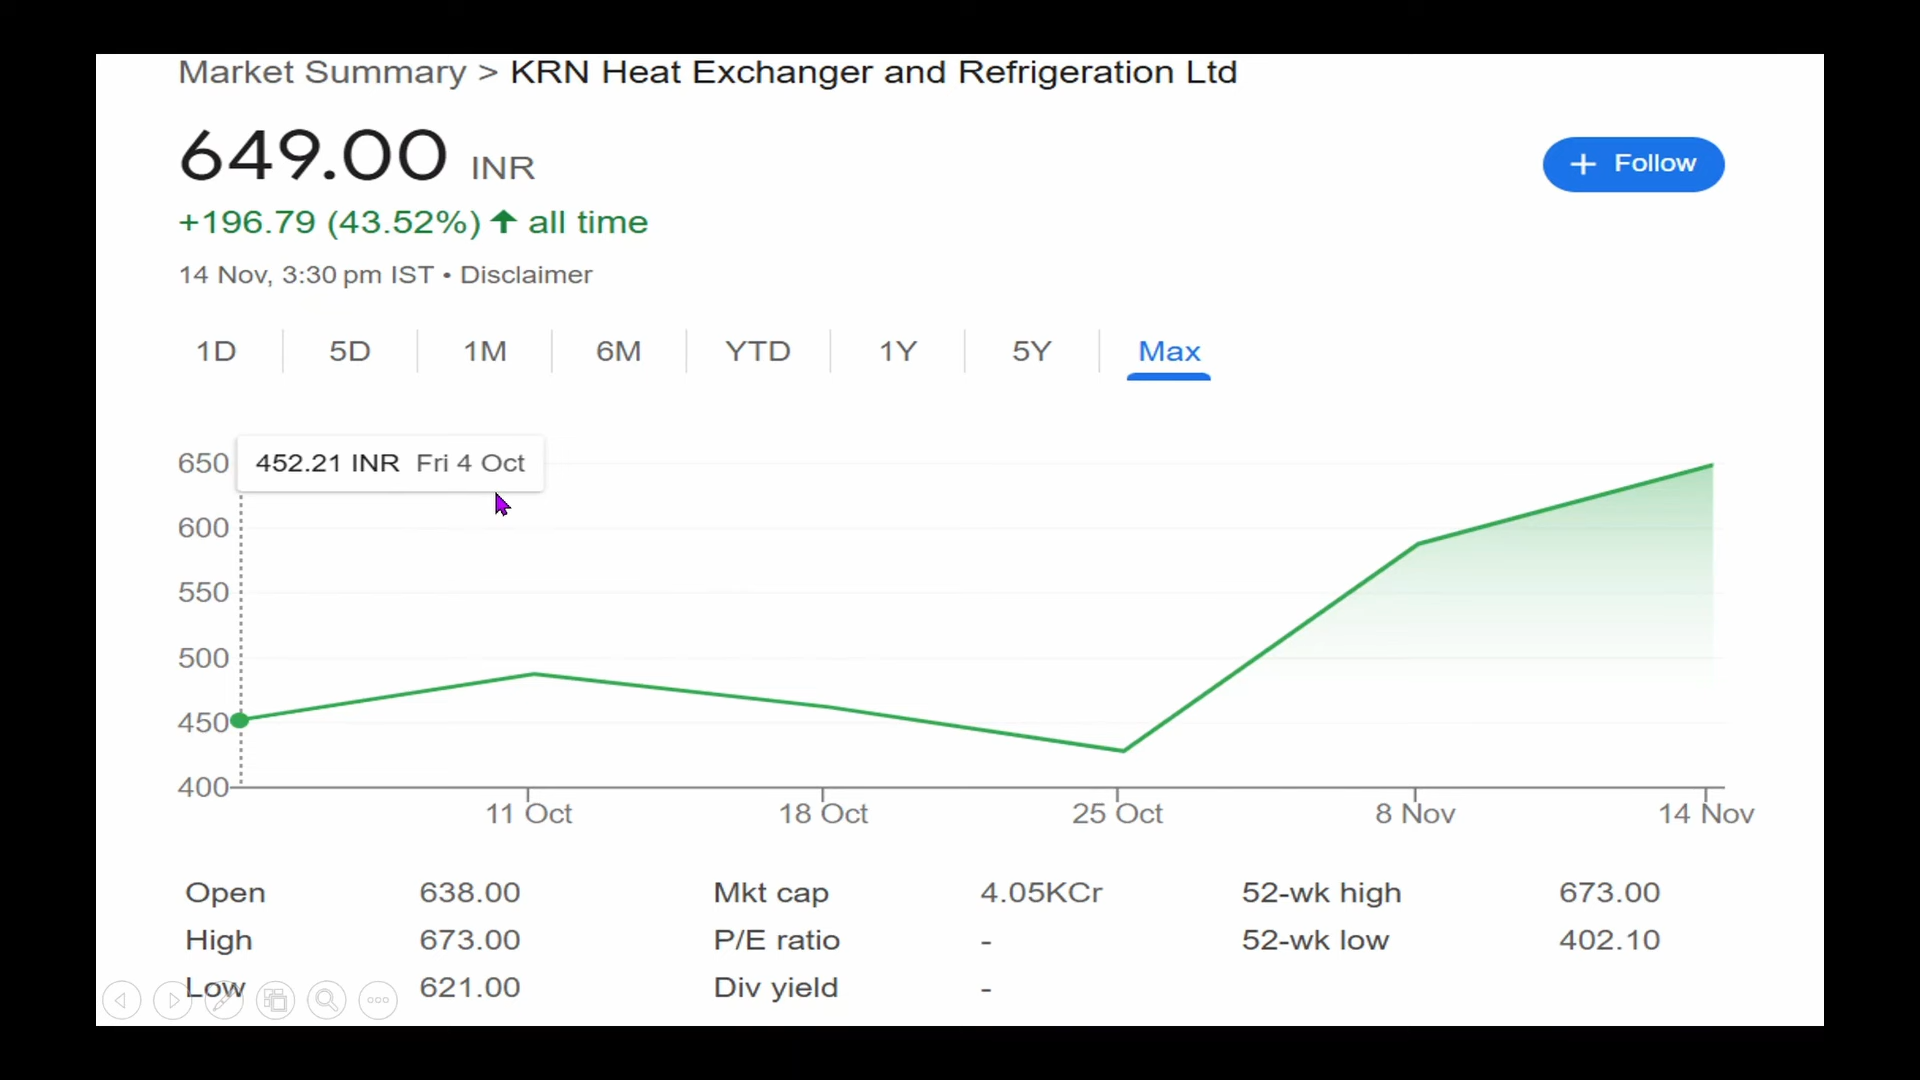 Market Summary > KRN Heat Exchanger and Refrigeration Ltd
649.00 INR
+ Follow
+196.79 (43.52%) ↑ all time
14 Nov, 3:30 pm IST • Disclaimer
1D 5D 1M 6M YTD 1Y 5Y Max
452.21 INR Fri 4 Oct
650
600
550
500
450
400
11 Oct 18 Oct 25 Oct 8 Nov 14 Nov
Open 638.00 Mkt cap 4.05KCr 52-wk high 673.00
High 673.00 P/E ratio - 52-wk low 402.10
Low 621.00 Div yield -